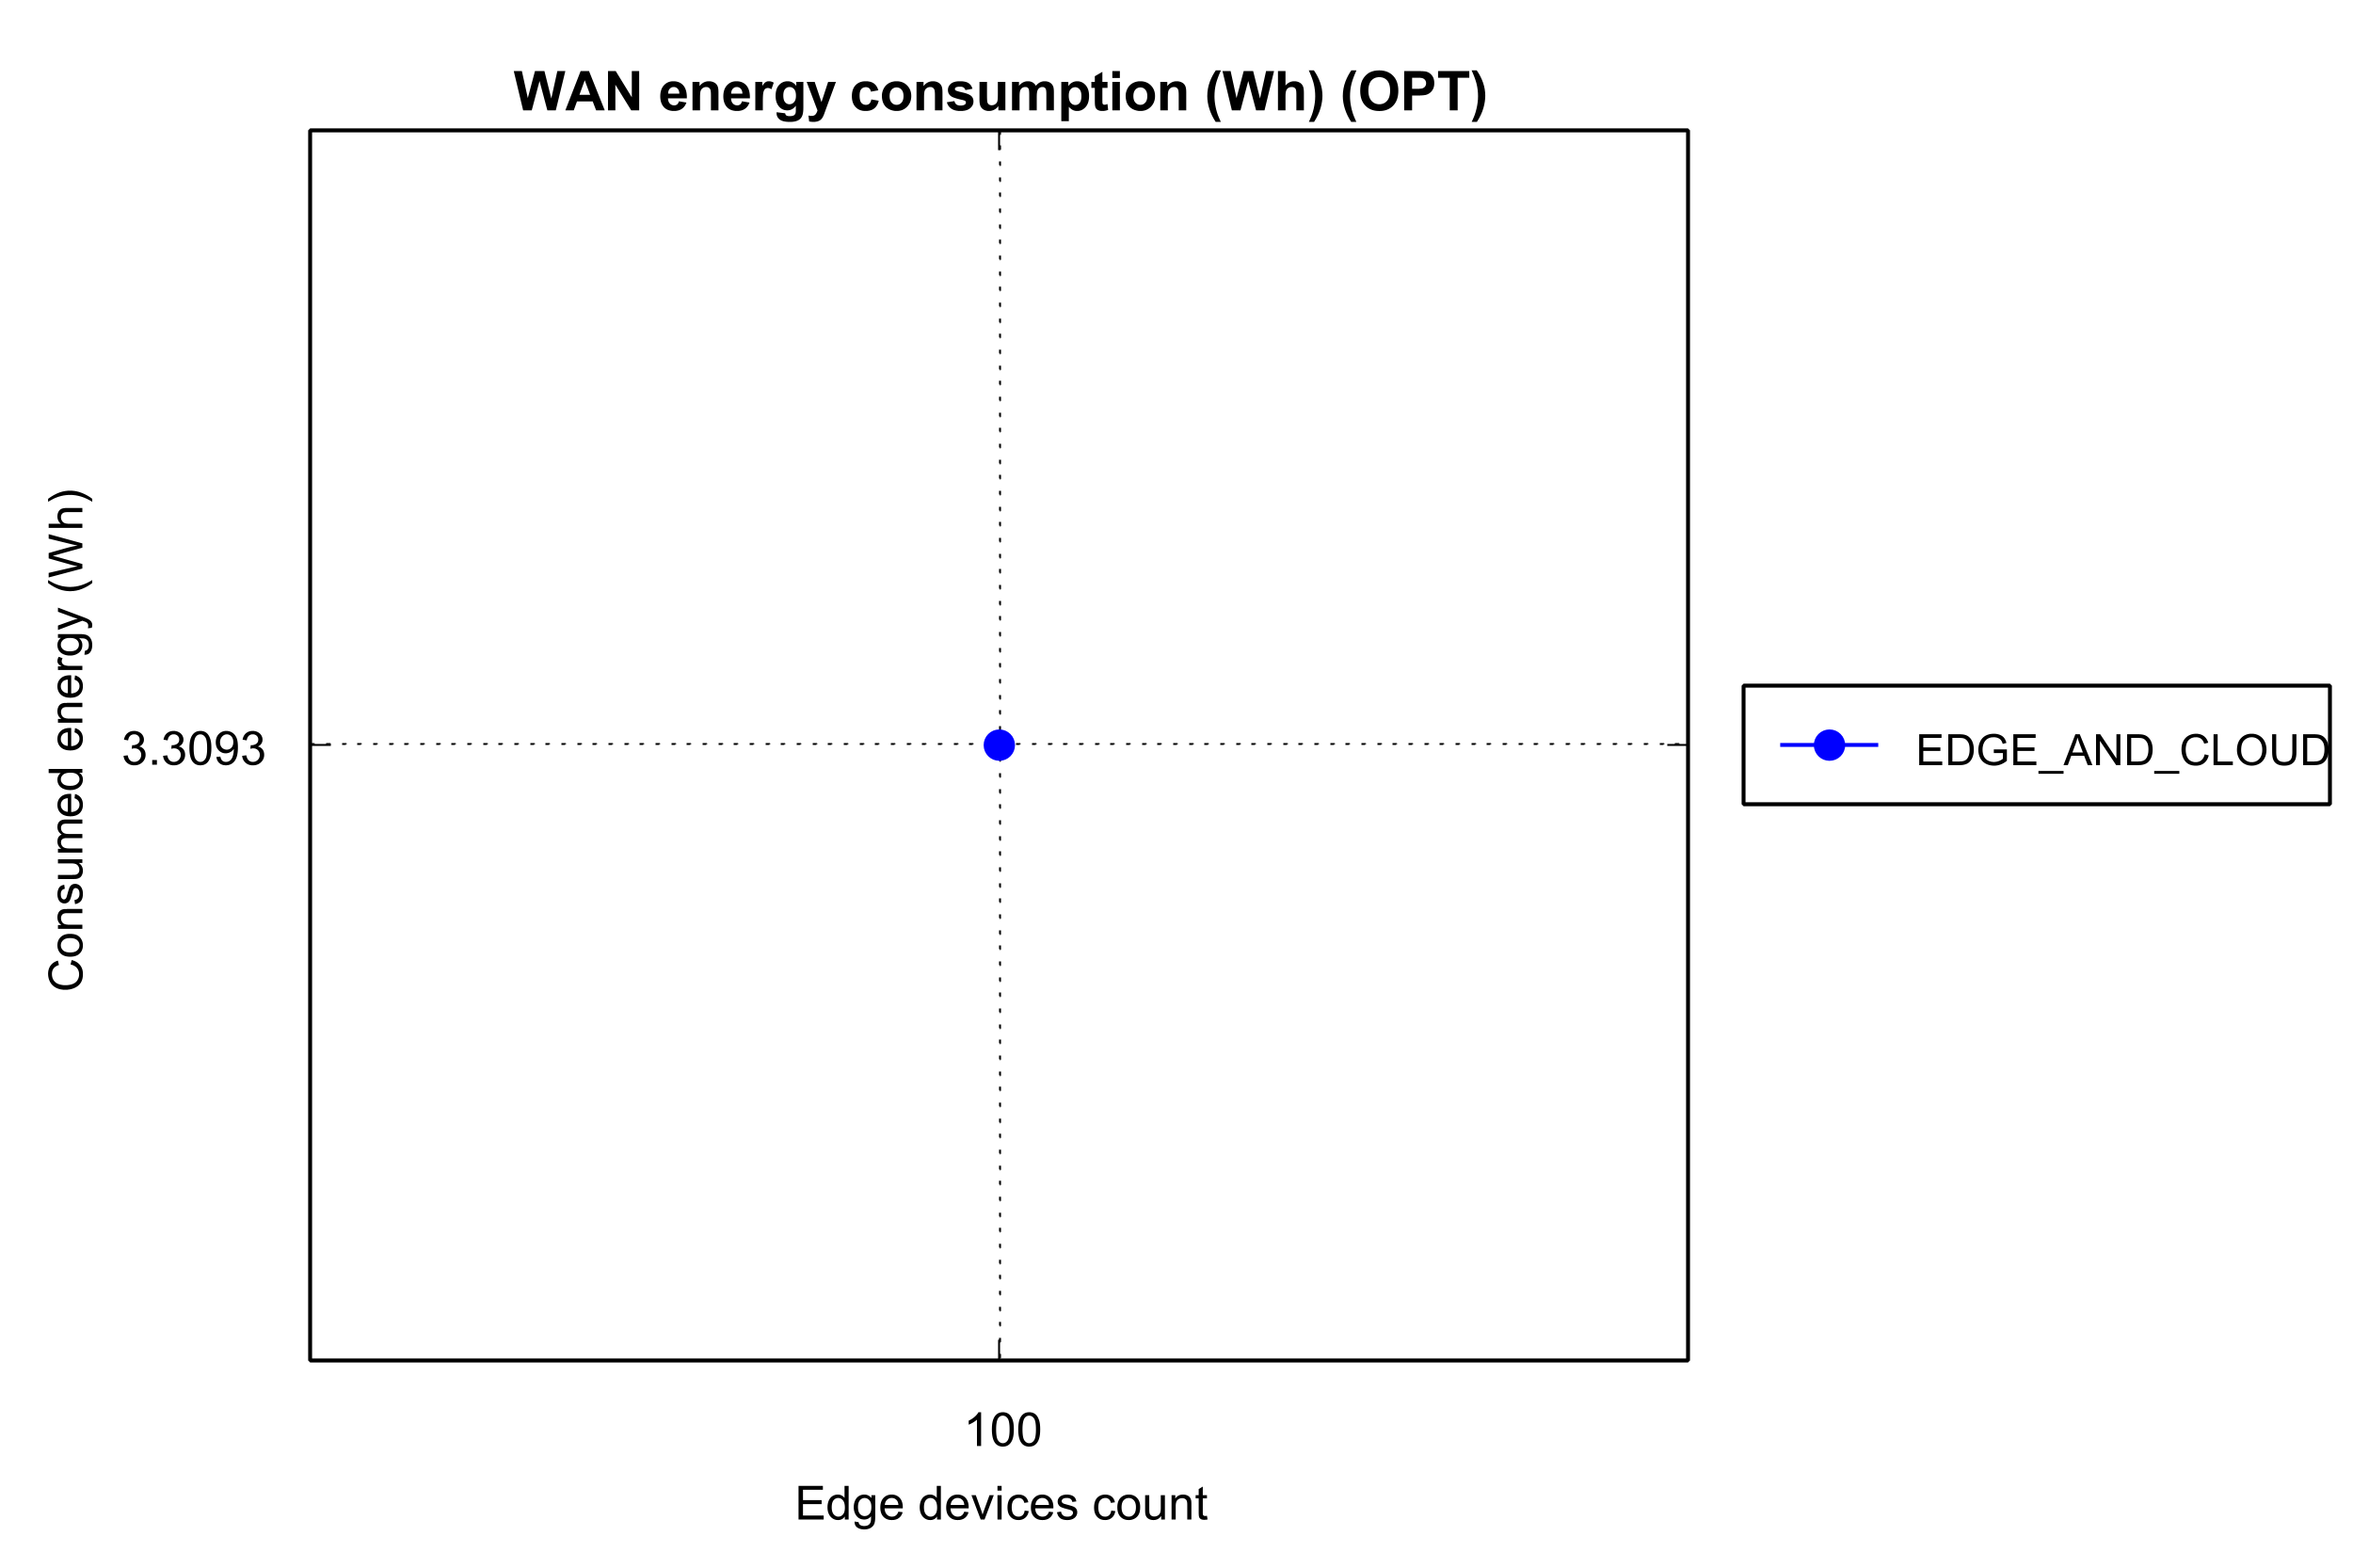 WAN energy consumption (Wh) (OPT)
Consumed energy (Wh)
3.3093
EDGE_AND_CLOUD
100
Edge devices count